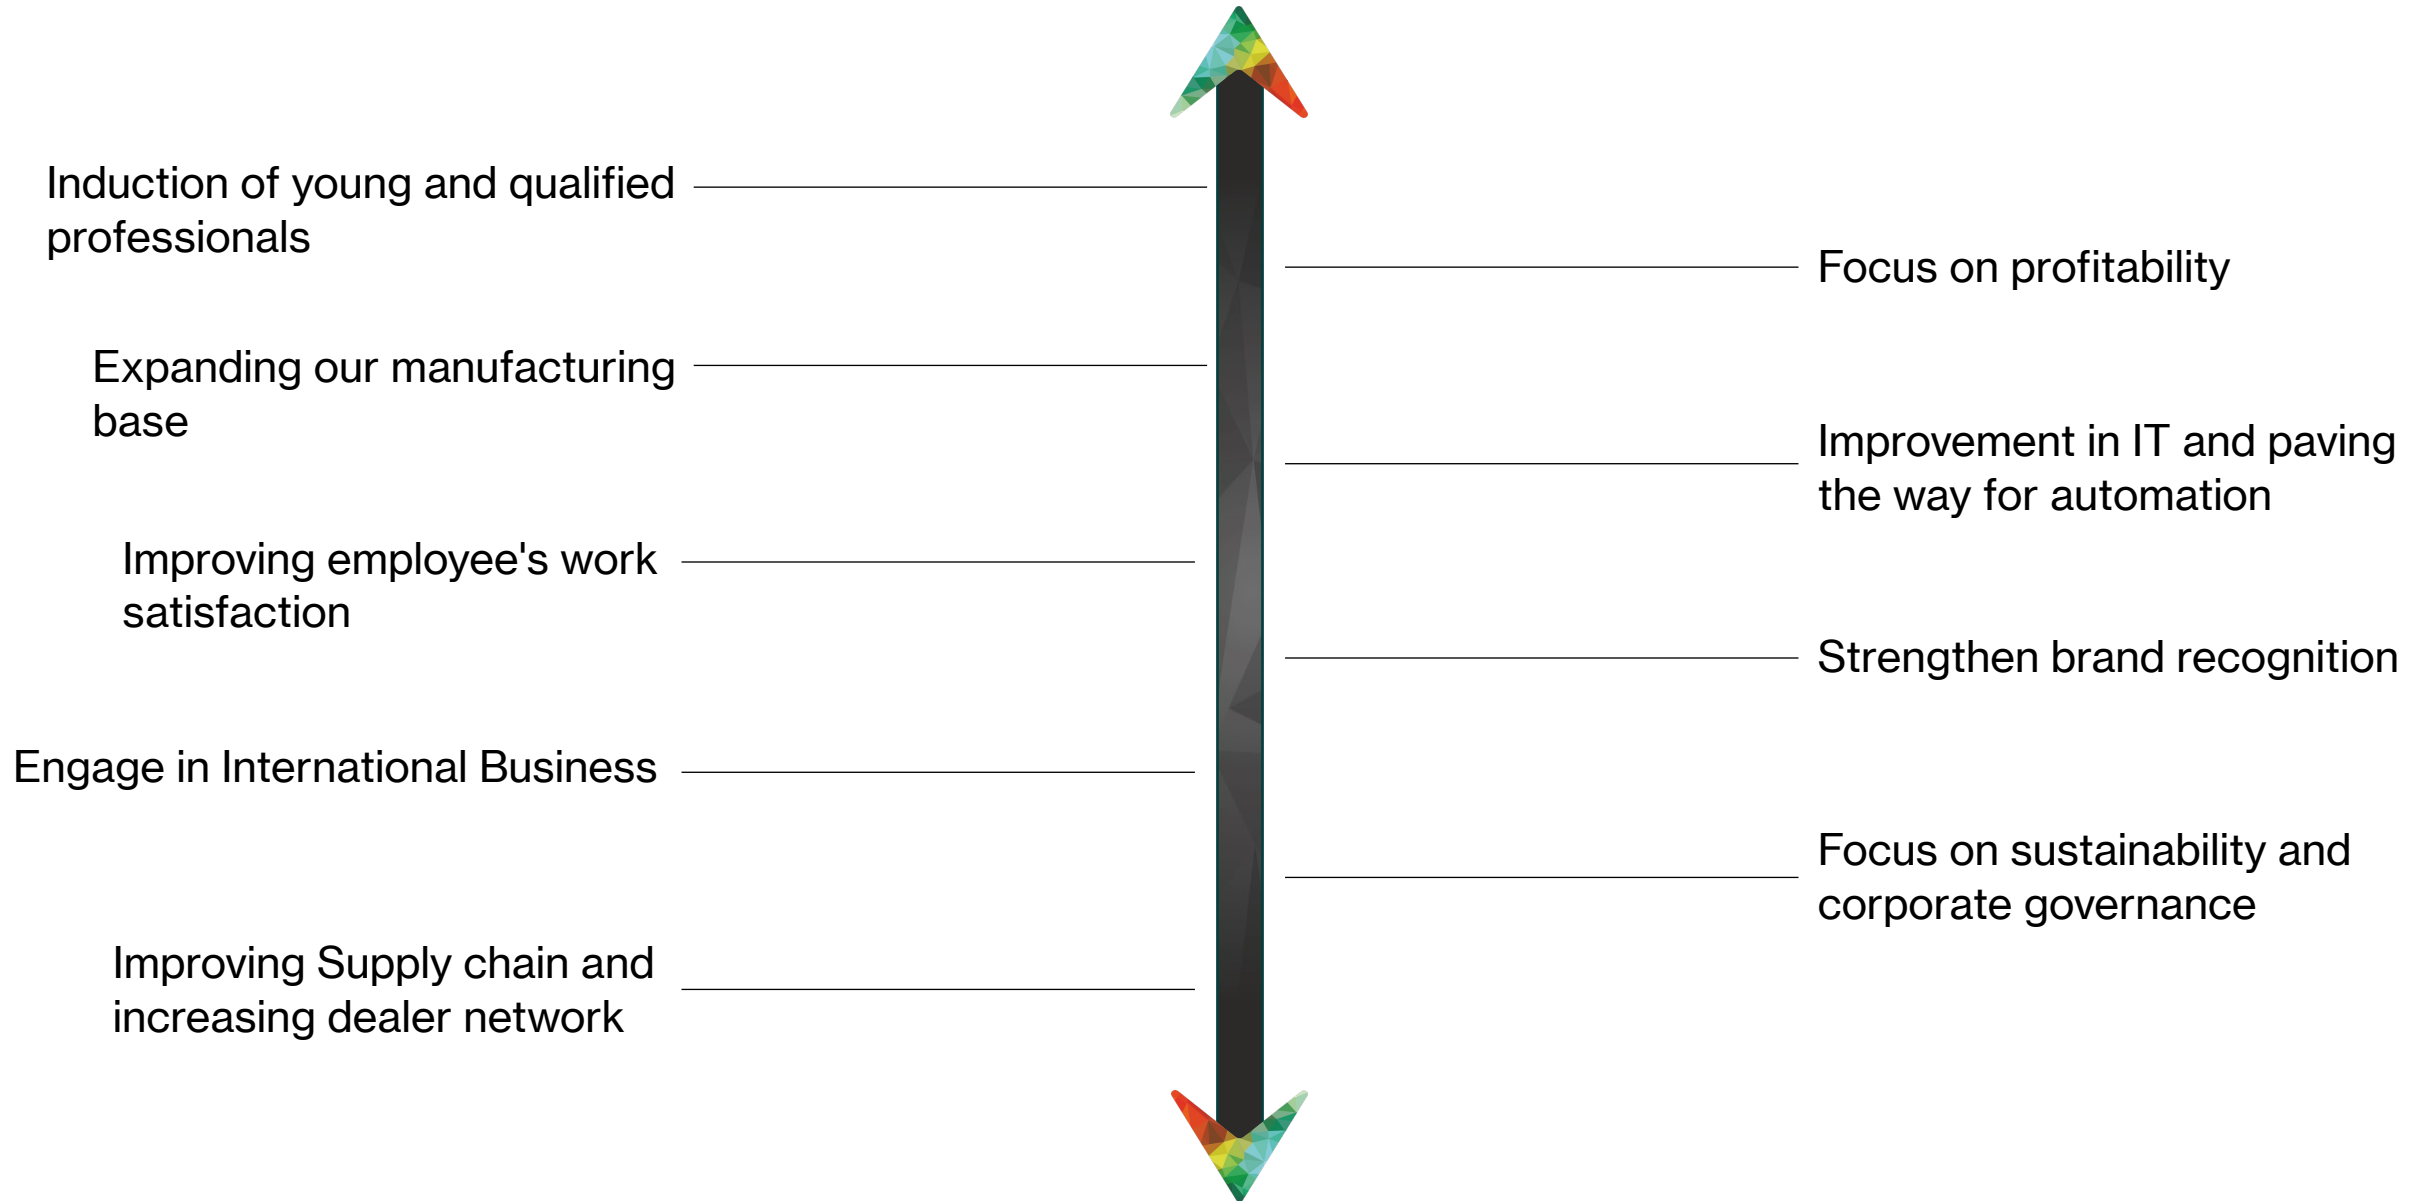 Induction of young and qualified
professionals
Focus on profitability
Expanding our manufacturing
base
Improvement in IT and paving
the way for automation
Improving employee's work
satisfaction
Strengthen brand recognition
Engage in International Business
Focus on sustainability and
corporate governance
Improving Supply chain and
increasing dealer network